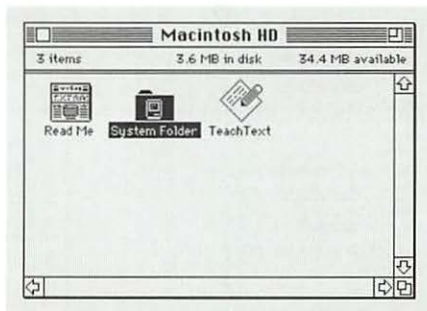 Macintosh HD
3 items 3.6 MB in disk 34.4 MB available
Read Me System Folder TeachText